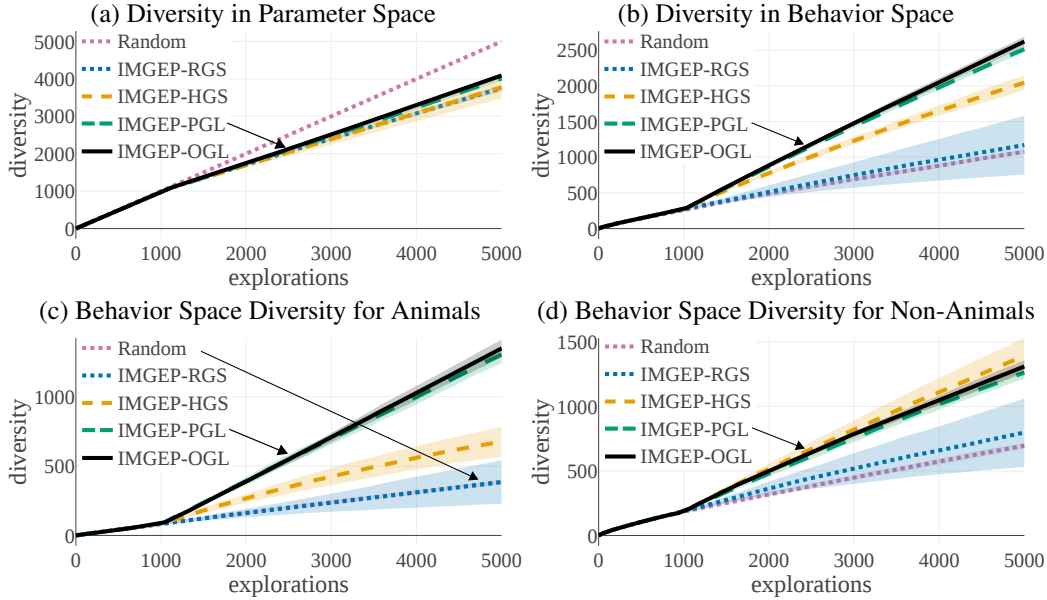 (a) Diversity in Parameter Space
diversity
5000
4000
3000
2000
1000
0
Random
IMGEP-RGS
IMGEP-HGS
IMGEP-PGL
IMGEP-OGL
0 1000 2000 3000 4000 5000
explorations
(b) Diversity in Behavior Space
diversity
2500
2000
1500
1000
500
0
Random
IMGEP-RGS
IMGEP-HGS
IMGEP-PGL
IMGEP-OGL
0 1000 2000 3000 4000 5000
explorations
(c) Behavior Space Diversity for Animals
diversity
1000
500
0
Random
IMGEP-RGS
IMGEP-HGS
IMGEP-PGL
IMGEP-OGL
0 1000 2000 3000 4000 5000
explorations
(d) Behavior Space Diversity for Non-Animals
diversity
1500
1000
500
0
Random
IMGEP-RGS
IMGEP-HGS
IMGEP-PGL
IMGEP-OGL
0 1000 2000 3000 4000 5000
explorations